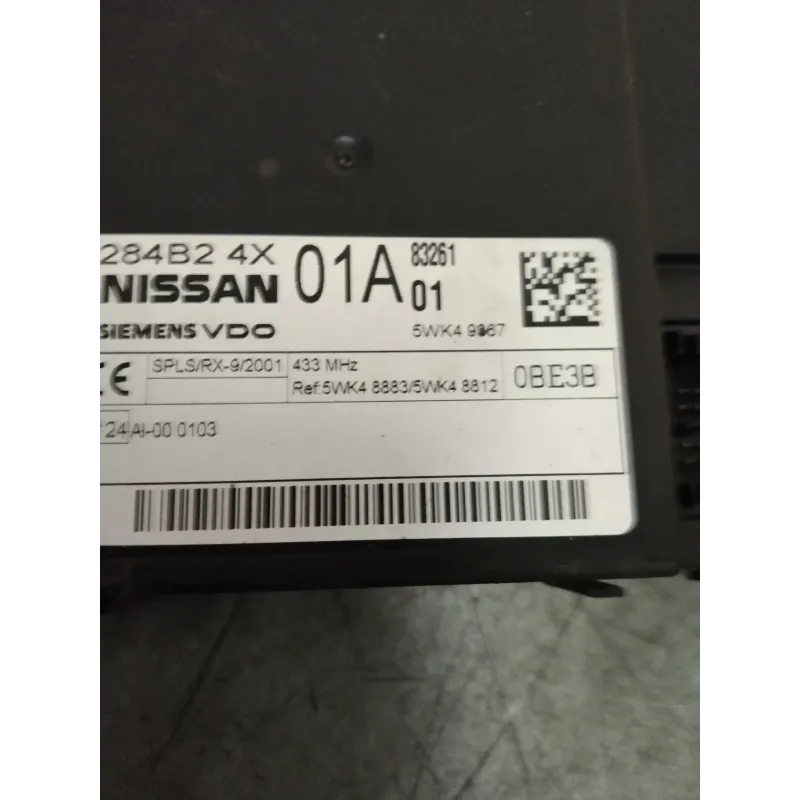 284B2 4X 01A 83261
NISSAN 01
SIEMENS VDO 5WK4
CE SPLS/RX-9/2001 433 MHz 0BE3B
Ref:5WK4 8883/5WK4 8812
24 AI-00 0103